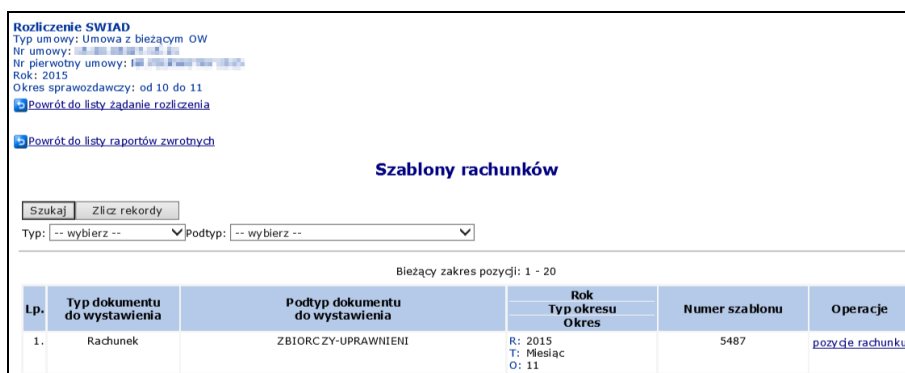 Rozliczenie SWIAD
Typ umowy: Umowa z bieżącym OW
Nr umowy:
Nr pierwotny umowy:
Rok: 2015
Okres sprawozdawczy: od 10 do 11
Powrót do listy żądanie rozliczenia
Powrót do listy raportów zwrotnych
Szablony rachunków
Szukaj Zlicz rekordy
Typ: -- wybierz -- Podtyp: -- wybierz --
Bieżący zakres pozycji: 1 - 20
Lp. Typ dokumentu do wystawienia Podtyp dokumentu do wystawienia Rok Typ okresu Okres Numer szablonu Operacje
1. Rachunek ZBIORCZY-UPRAWNIENI R: 2015 5487 pozycje rachunku
T: Miesiąc
O: 11